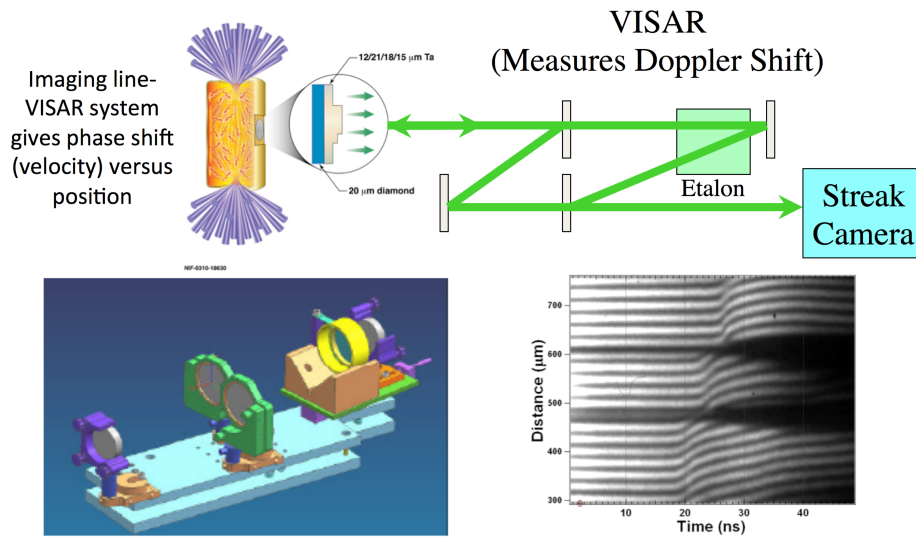 VISAR
(Measures Doppler Shift)
Imaging line-
VISAR system
gives phase shift
(velocity) versus
position
12/21/18/15 μm Ta
20 μm diamond
Etalon
Streak
Camera
NIF-0310-18630
Distance (μm)
700
600
500
400
300
10
20
30
40
Time (ns)